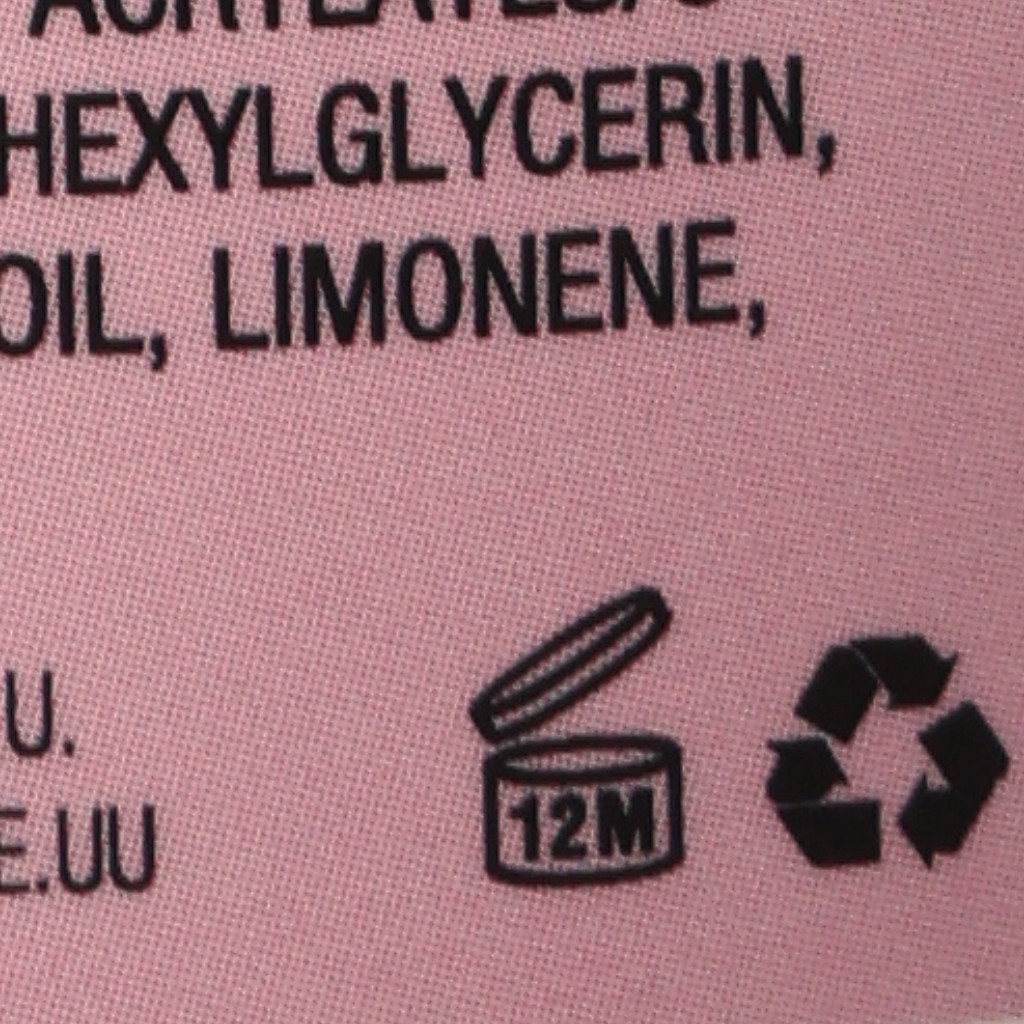 HEXYLGLYCERIN,
OIL, LIMONENE,
U.
E.UU
12M